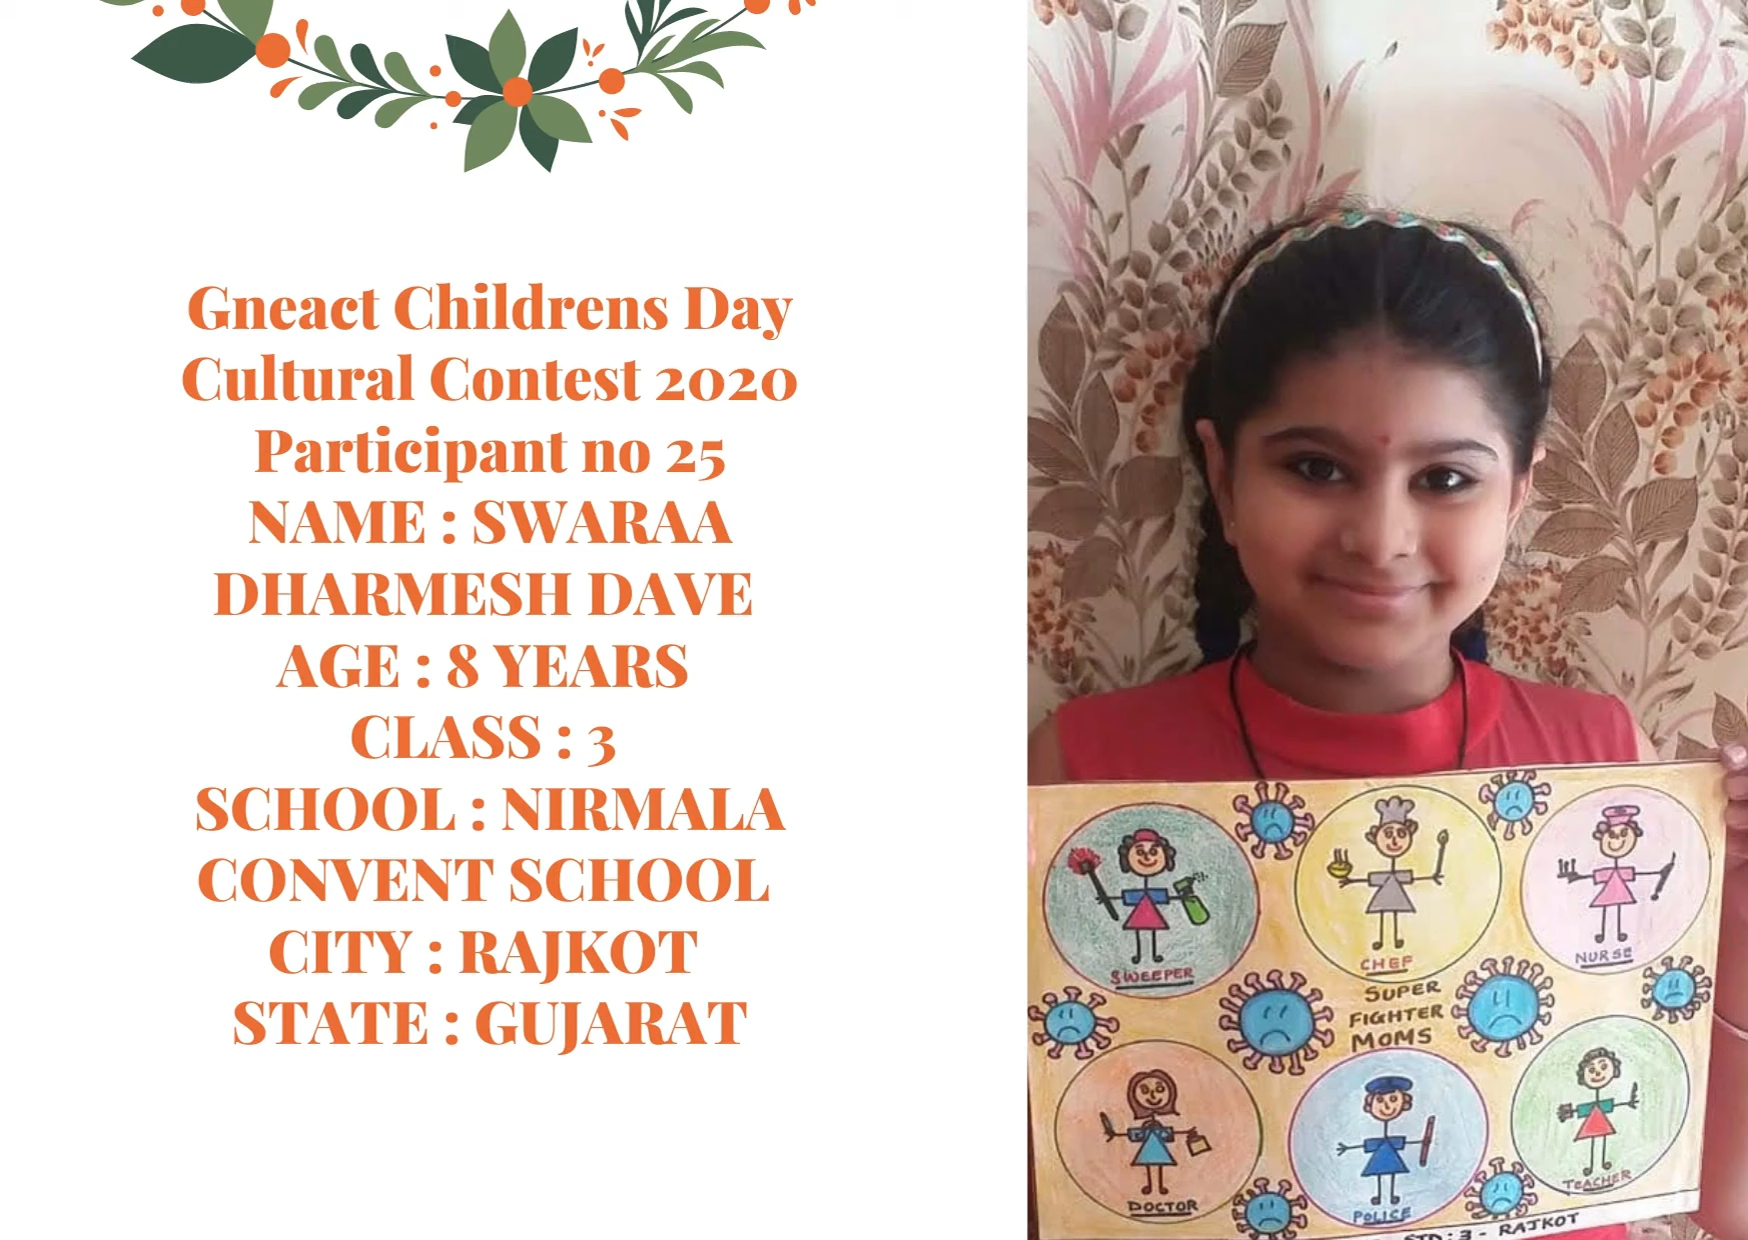 Gneact Childrens Day
Cultural Contest 2020
Participant no 25
NAME : SWARAA
DHARMESH DAVE
AGE : 8 YEARS
CLASS : 3
SCHOOL : NIRMALA
CONVENT SCHOOL
CITY : RAJKOT
STATE : GUJARAT
SWEEPER
CHEF
NURSE
SUPER
FIGHTER
MOMS
DOCTOR
POLICE
TEACHER
STD : 3 - RAJKOT